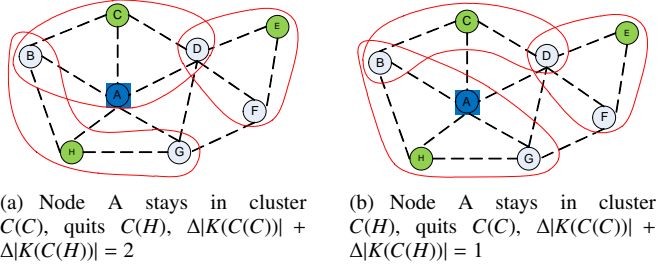 C
E
B
D
A
F
H
G
C
E
B
D
A
F
H
G
(a) Node A stays in cluster
C(C), quits C(H), Δ|K(C(C))| +
Δ|K(C(H))| = 2
(b) Node A stays in cluster
C(H), quits C(C), Δ|K(C(C))| +
Δ|K(C(H))| = 1